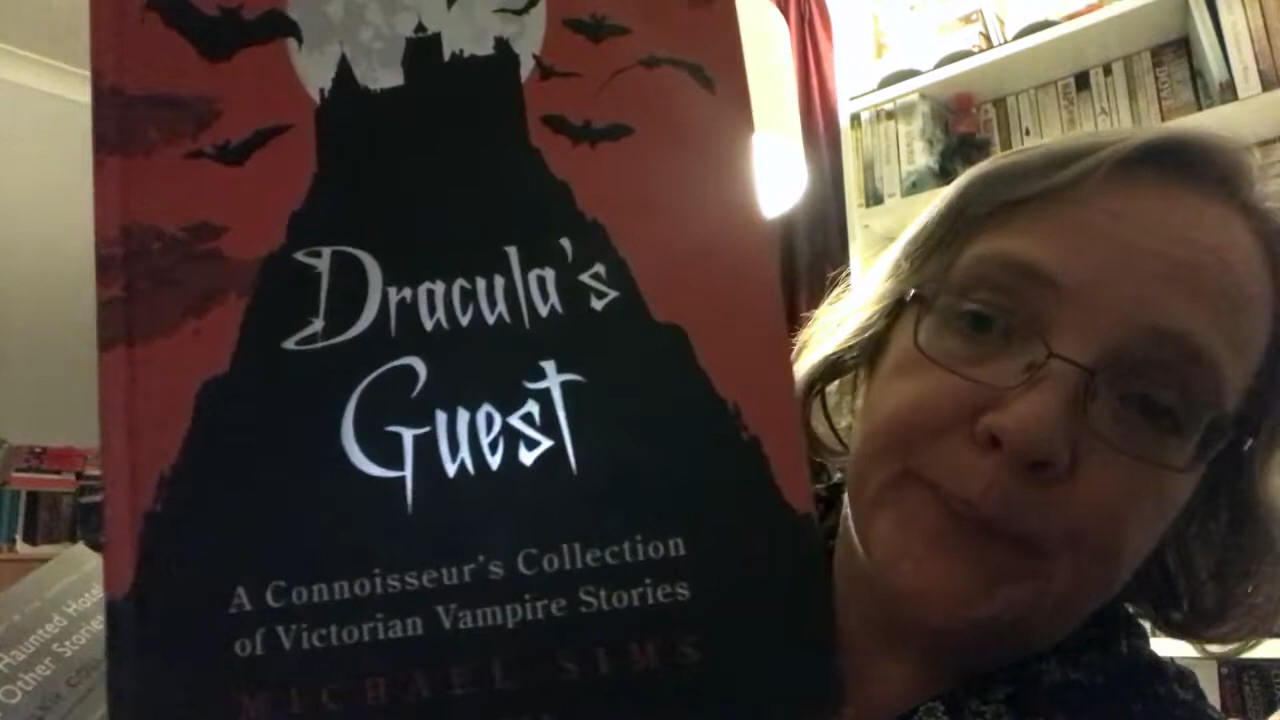 Dracula's
Guest
A Connoisseur's Collection
of Victorian Vampire Stories
MICHAEL SIMS
Haunted Hotel
Other Stories